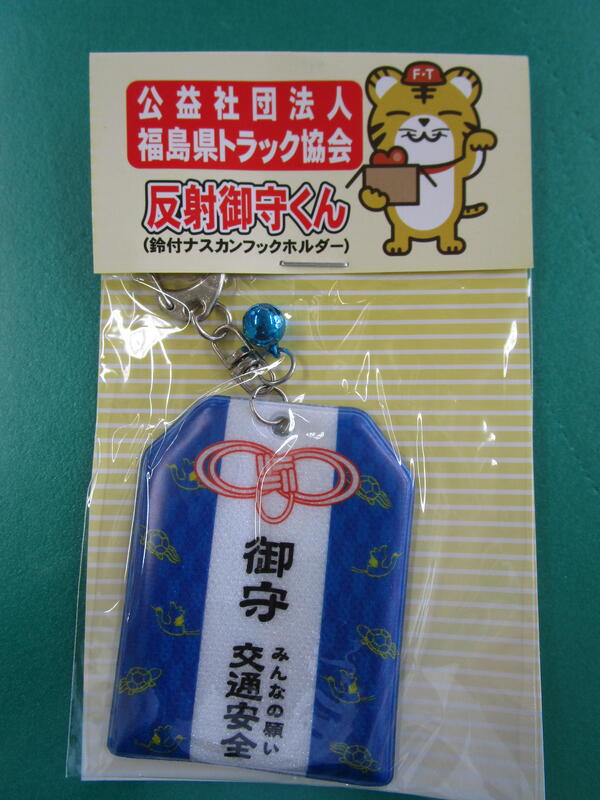 公益社団法人
福島県トラック協会
F・T
反射御守くん
(鈴付ナスカンフックホルダー)
御守
みんなの願い
交通安全